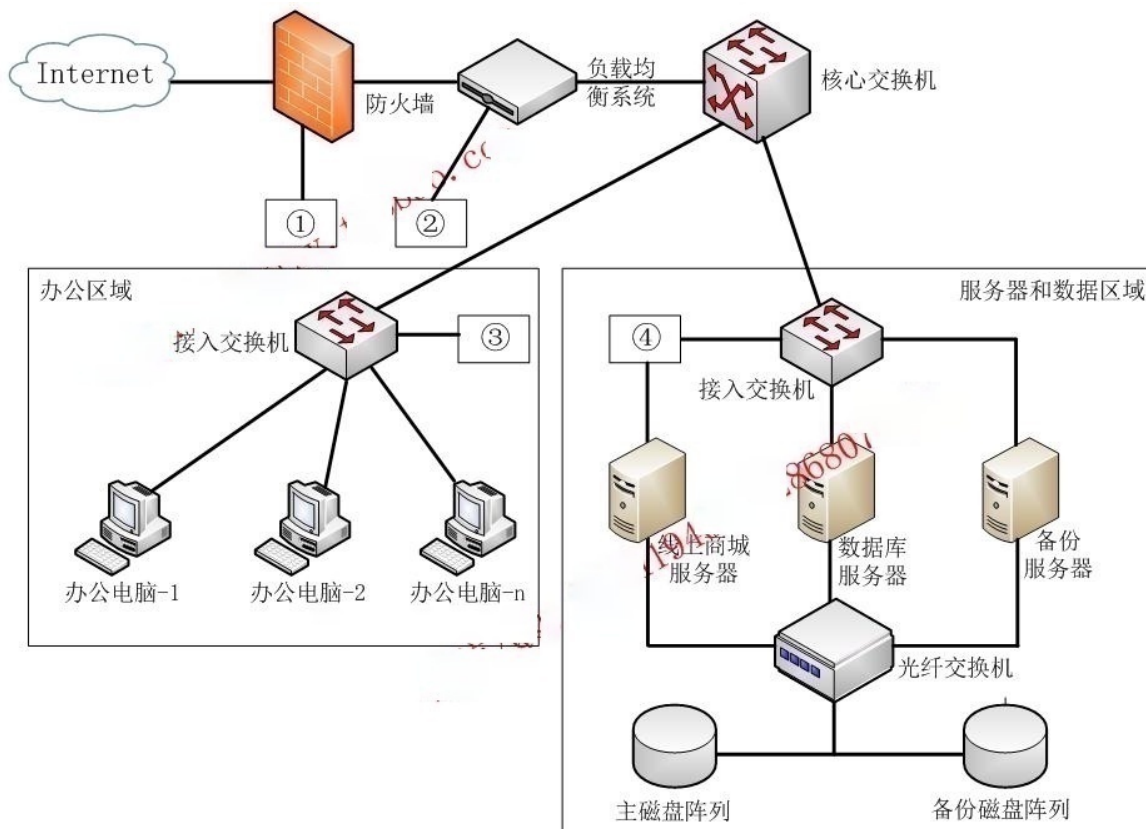 Internet
防火墙
负载均
衡系统
核心交换机
①
②
办公区域
接入交换机
③
办公电脑-1
办公电脑-2
办公电脑-n
服务器和数据区域
④
接入交换机
线上商城
服务器
数据库
服务器
备份
服务器
光纤交换机
主磁盘阵列
备份磁盘阵列